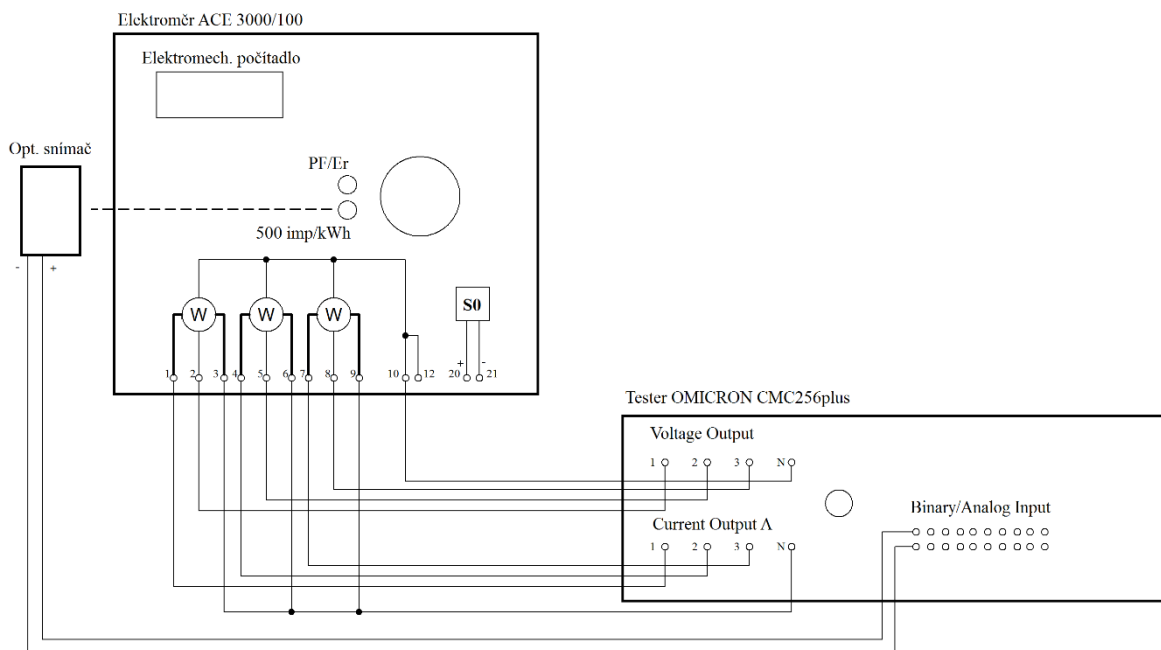 Elektroměr ACE 3000/100
Elektromech. počítadlo
Opt. snímač
PF/Er
500 imp/kWh
- +
W W W
S0
+ -
1 2 3 4 5 6 7 8 9 10 12 20 21
Tester OMICRON CMC256plus
Voltage Output
1 2 3 N
Binary/Analog Input
Current Output Λ
1 2 3 N